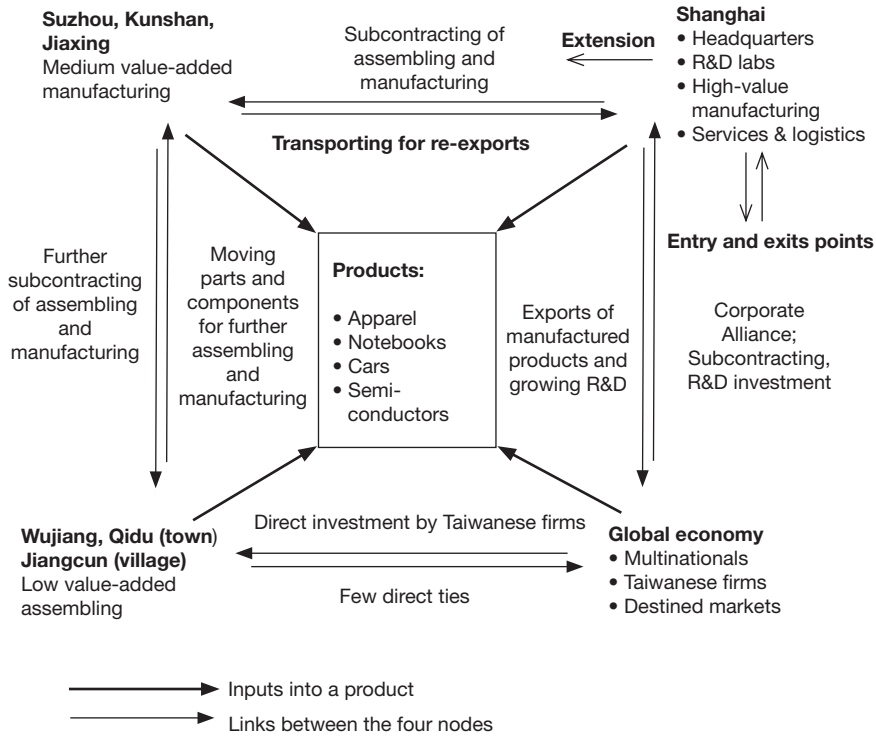 Suzhou, Kunshan,
Jiaxing
Medium value-added
manufacturing
Subcontracting of
assembling and
manufacturing
Extension
Shanghai
• Headquarters
• R&D labs
• High-value
manufacturing
• Services & logistics
Transporting for re-exports
Entry and exits points
Further
subcontracting
of assembling
and
manufacturing
Moving
parts and
components
for further
assembling
and
manufacturing
Products:
• Apparel
• Notebooks
• Cars
• Semi-
conductors
Exports of
manufactured
products and
growing R&D
Corporate
Alliance;
Subcontracting,
R&D investment
Wujiang, Qidu (town)
Jiangcun (village)
Low value-added
assembling
Direct investment by Taiwanese firms
Few direct ties
Global economy
• Multinationals
• Taiwanese firms
• Destined markets
Inputs into a product
Links between the four nodes